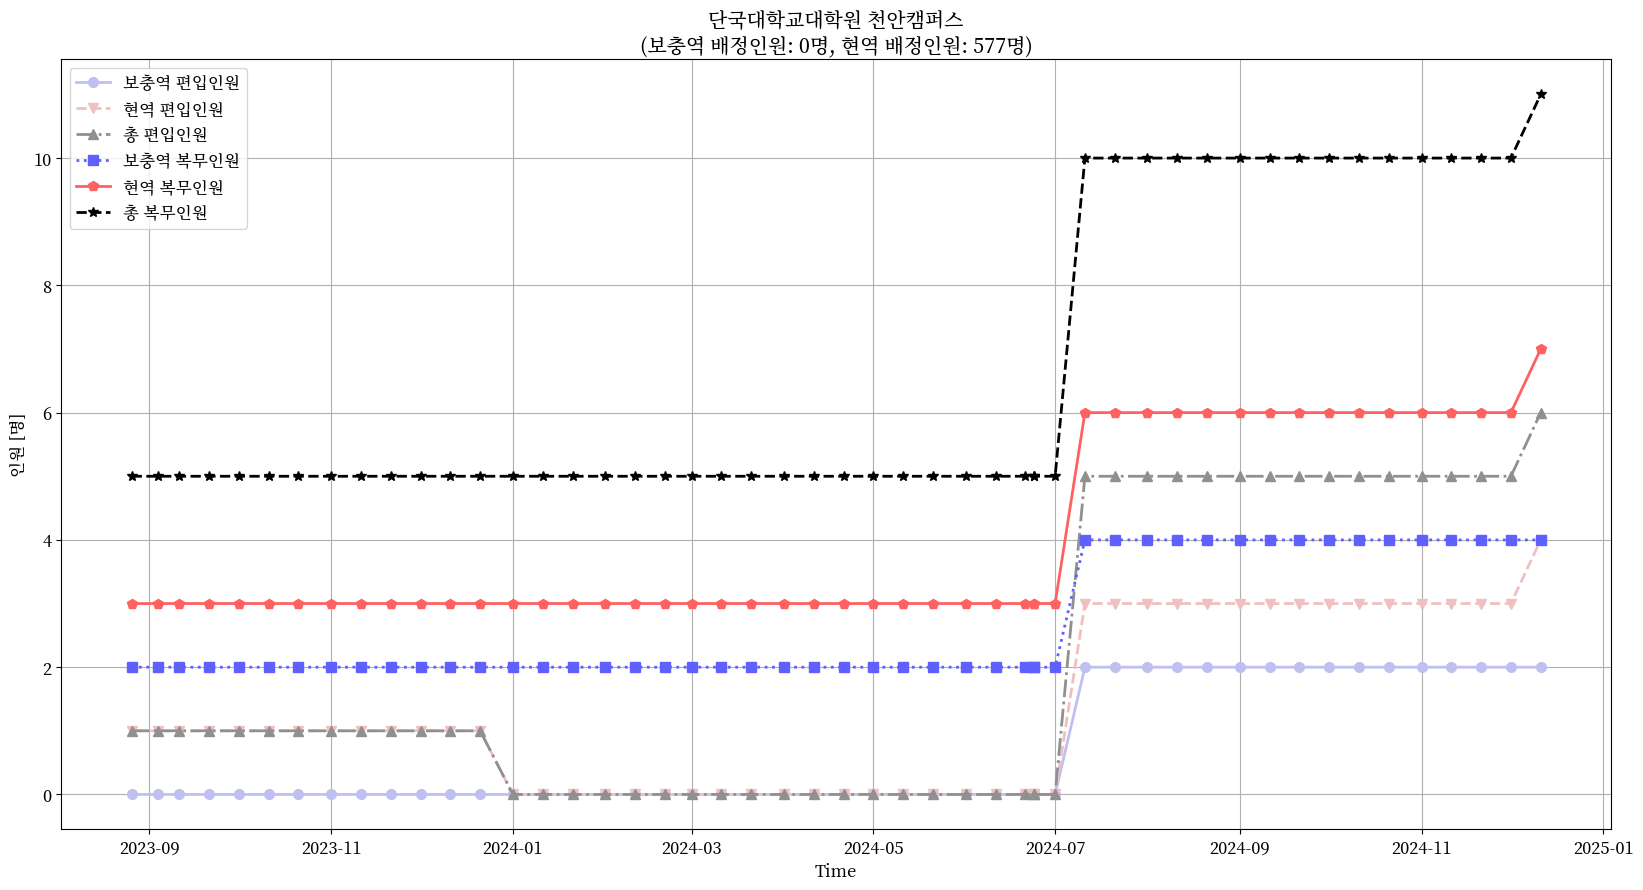 단국대학교대학원 천안캠퍼스
(보충역 배정인원: 0명, 현역 배정인원: 577명)
보충역 편입인원
현역 편입인원
총 편입인원
보충역 복무인원
현역 복무인원
총 복무인원
인원 [명]
10
8
6
4
2
0
2023-09
2023-11
2024-01
2024-03
2024-05
2024-07
2024-09
2024-11
2025-01
Time